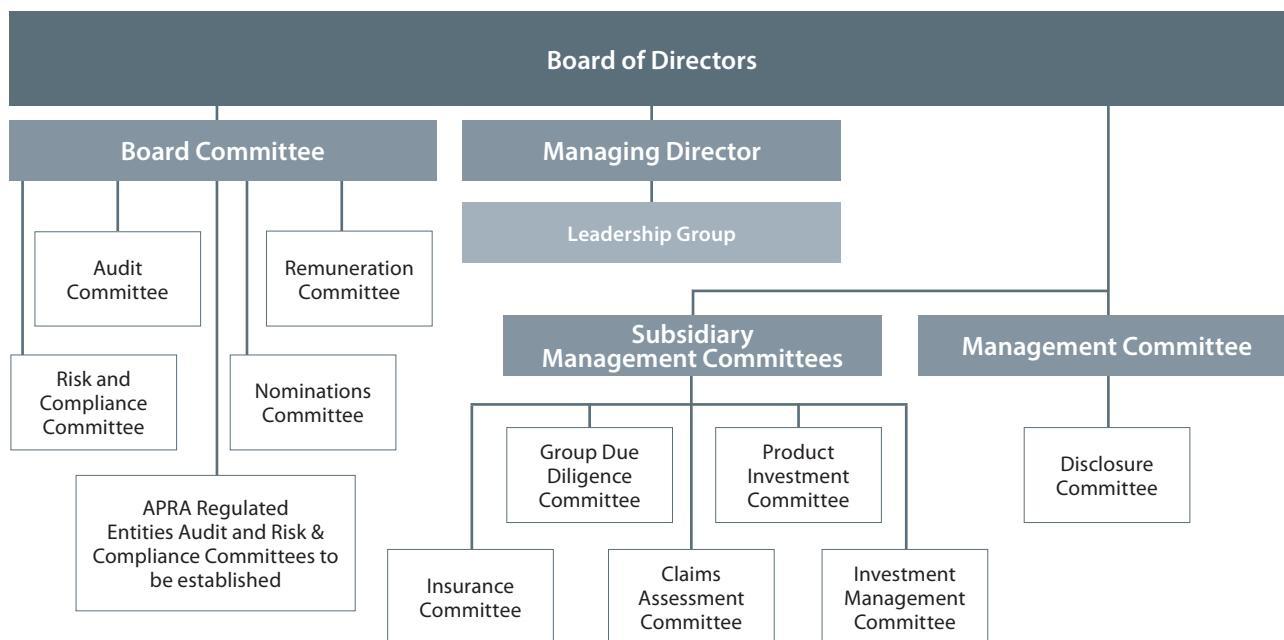 Board of Directors
Board Committee
Managing Director
Leadership Group
Audit
Committee
Remuneration
Committee
Risk and
Compliance
Committee
Nominations
Committee
APRA Regulated
Entities Audit and Risk &
Compliance Committees to
be established
Subsidiary
Management Committees
Management Committee
Group Due
Diligence
Committee
Product
Investment
Committee
Disclosure
Committee
Insurance
Committee
Claims
Assessment
Committee
Investment
Management
Committee